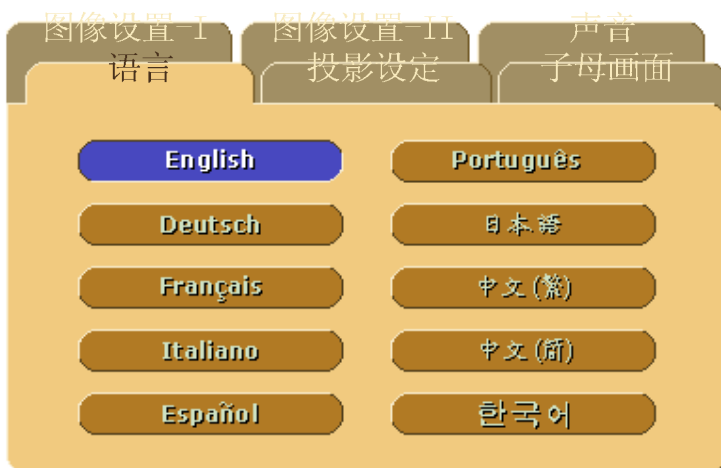 图像设置-I 图像设置-II 声音
语言 投影设定 子母画面
English Português
Deutsch 日本語
Français 中文(繁)
Italiano 中文(简)
Español 한국어